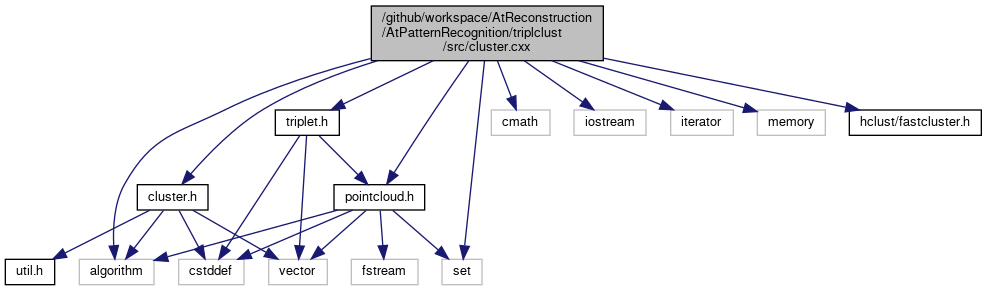 /github/workspace/AtReconstruction
/AtPatternRecognition/triplclust
/src/cluster.cxx
triplet.h
cmath
iostream
iterator
memory
hclust/fastcluster.h
cluster.h
pointcloud.h
util.h
algorithm
cstddef
vector
fstream
set